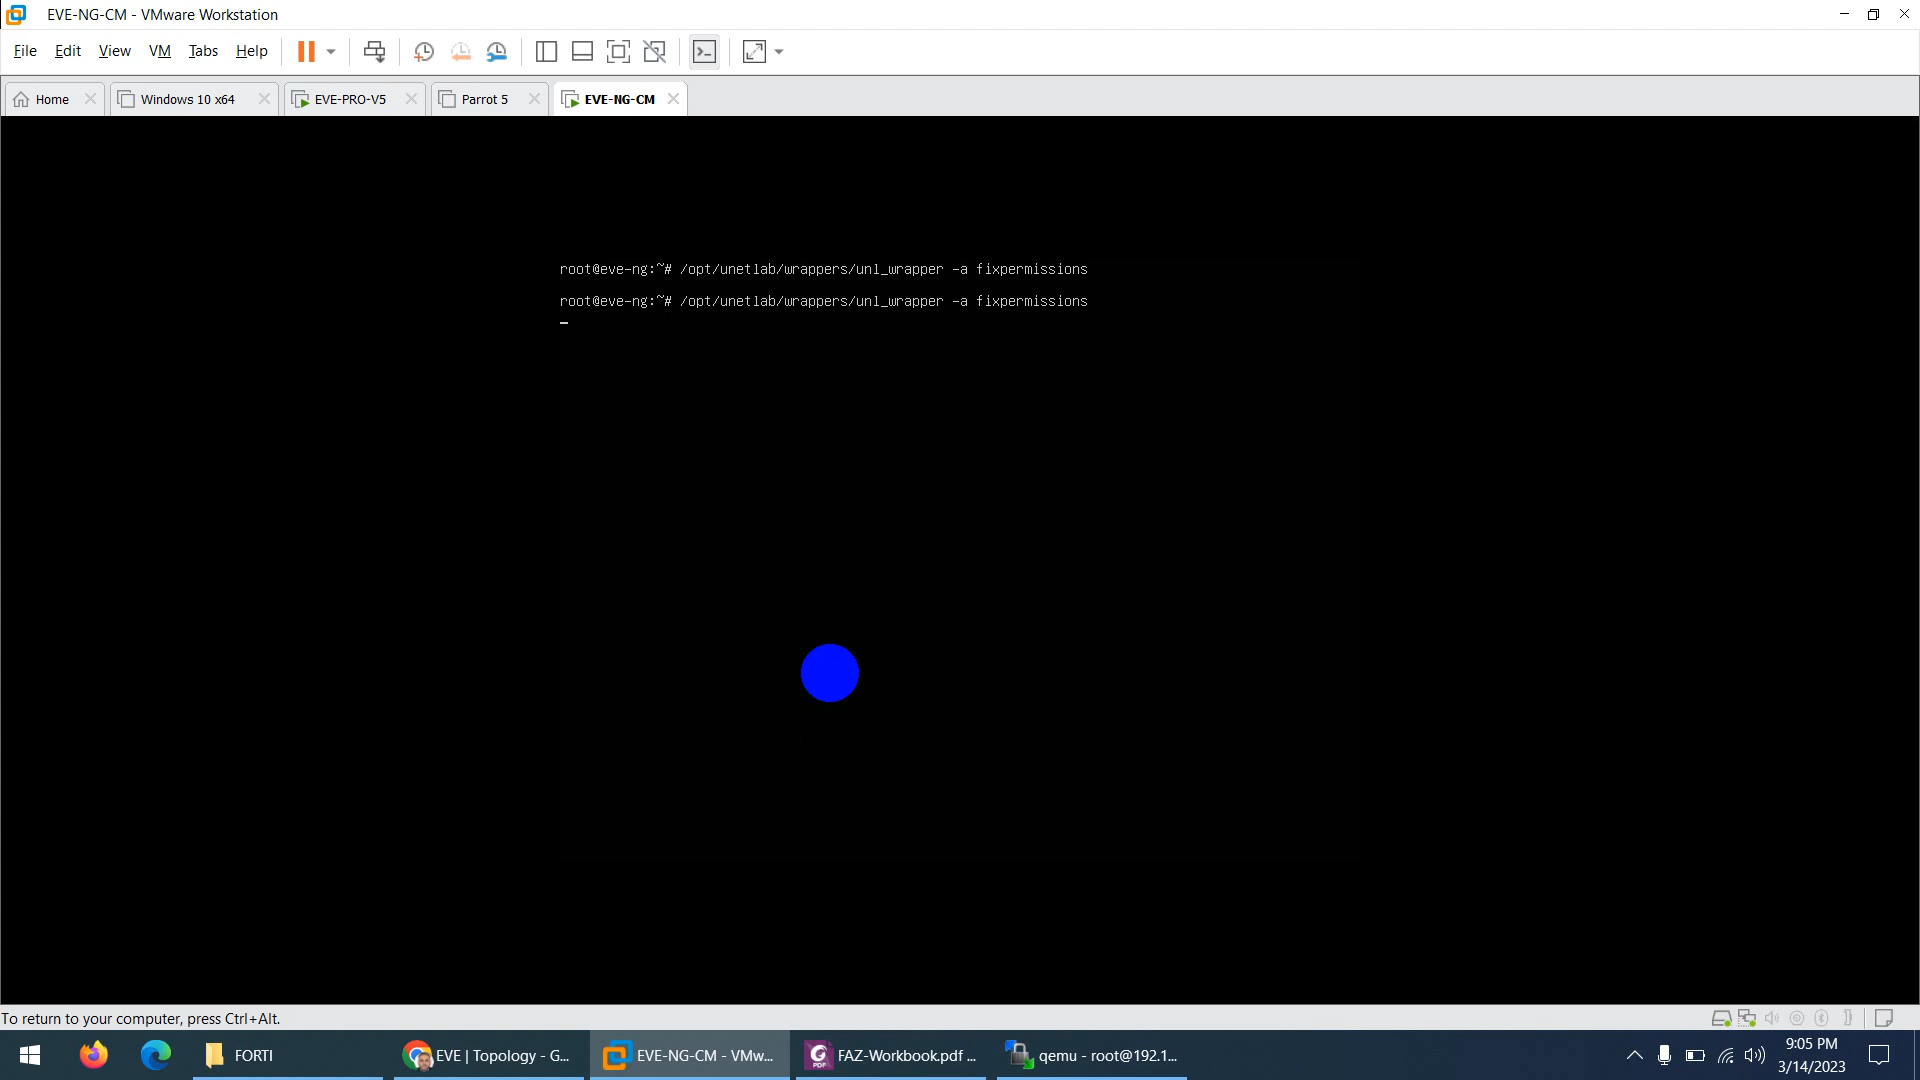 EVE-NG-CM - VMware Workstation
File Edit View VM Tabs Help
Home Windows 10 x64 EVE-PRO-V5 Parrot 5 EVE-NG-CM
root@eve-ng:~# /opt/unetlab/wrappers/unl_wrapper -a fixpermissions
root@eve-ng:~# /opt/unetlab/wrappers/unl_wrapper -a fixpermissions
To return to your computer, press Ctrl+Alt.
FORTI EVE | Topology - G... EVE-NG-CM - VMw... FAZ-Workbook.pdf ... qemu - root@192.1...
9:05 PM
3/14/2023